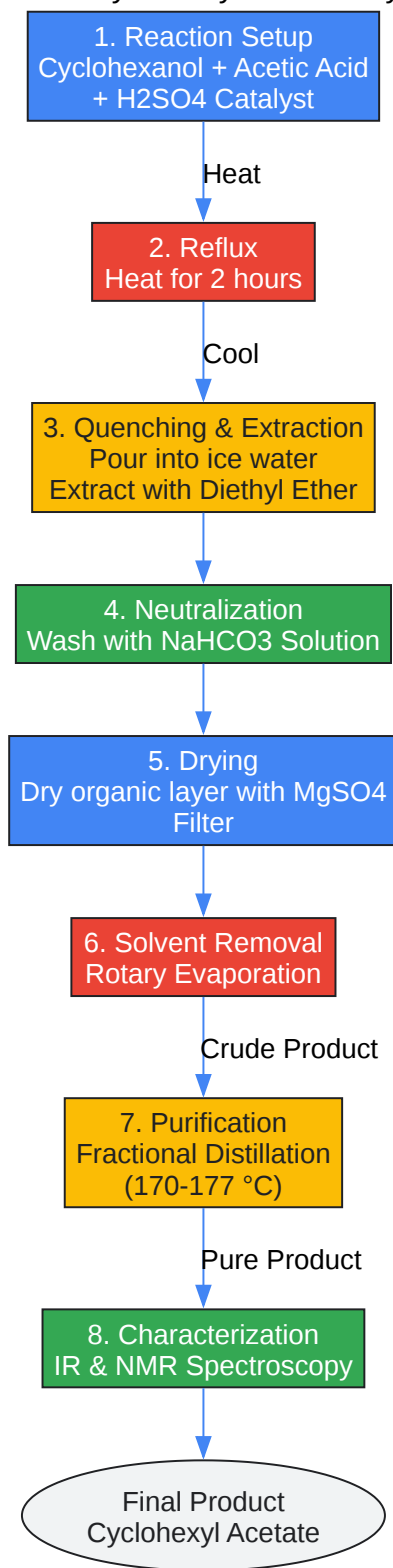 1. Reaction Setup
Cyclohexanol + Acetic Acid
+ H2SO4 Catalyst
Heat
2. Reflux
Heat for 2 hours
Cool
3. Quenching & Extraction
Pour into ice water
Extract with Diethyl Ether
4. Neutralization
Wash with NaHCO3 Solution
5. Drying
Dry organic layer with MgSO4
Filter
6. Solvent Removal
Rotary Evaporation
Crude Product
7. Purification
Fractional Distillation
(170-177 °C)
Pure Product
8. Characterization
IR & NMR Spectroscopy
Final Product
Cyclohexyl Acetate